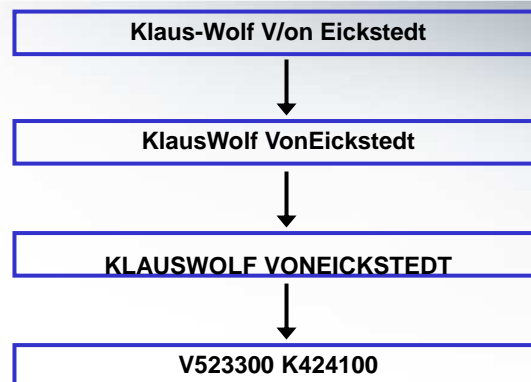 Klaus-Wolf V/on Eickstedt
KlausWolf VonEickstedt
KLAUSWOLF VONEICKSTEDT
V523300 K424100